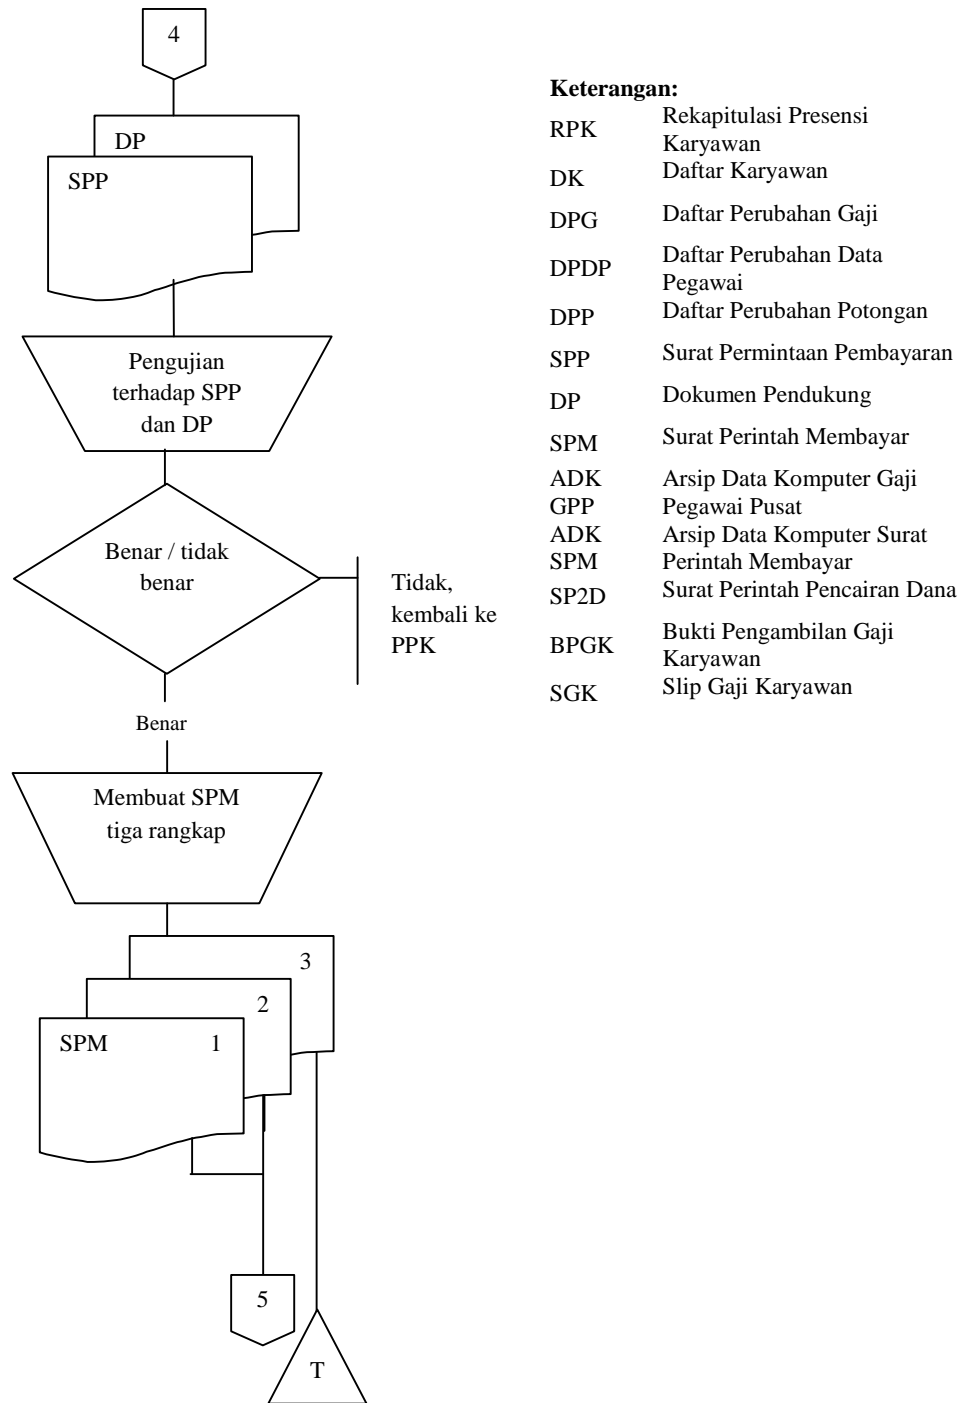 4
DP
SPP
Pengujian
terhadap SPP
dan DP
Benar / tidak
benar
Tidak,
kembali ke
PPK
Benar
Membuat SPM
tiga rangkap
3
2
SPM 1
5
T
Keterangan:
RPK Rekapitulasi Presensi
Karyawan
DK Daftar Karyawan
DPG Daftar Perubahan Gaji
DPDP Daftar Perubahan Data
Pegawai
DPP Daftar Perubahan Potongan
SPP Surat Permintaan Pembayaran
DP Dokumen Pendukung
SPM Surat Perintah Membayar
ADK Arsip Data Komputer Gaji
GPP Pegawai Pusat
ADK Arsip Data Komputer Surat
SPM Perintah Membayar
SP2D Surat Perintah Pencairan Dana
BPGK Bukti Pengambilan Gaji
Karyawan
SGK Slip Gaji Karyawan